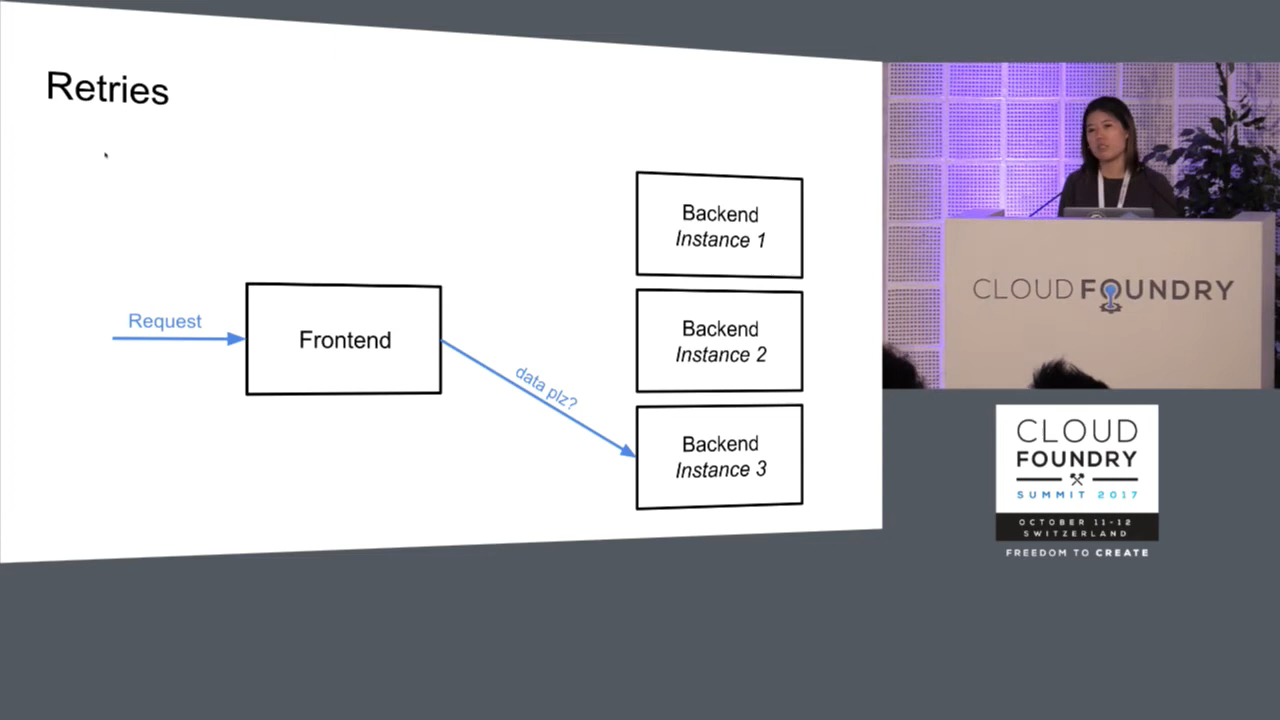 Retries
Request
Frontend
data plz?
Backend
Instance 1
Backend
Instance 2
Backend
Instance 3
CLOUD FOUNDRY
CLOUD
FOUNDRY
SUMMIT 2017
OCTOBER 11-12
SWITZERLAND
FREEDOM TO CREATE